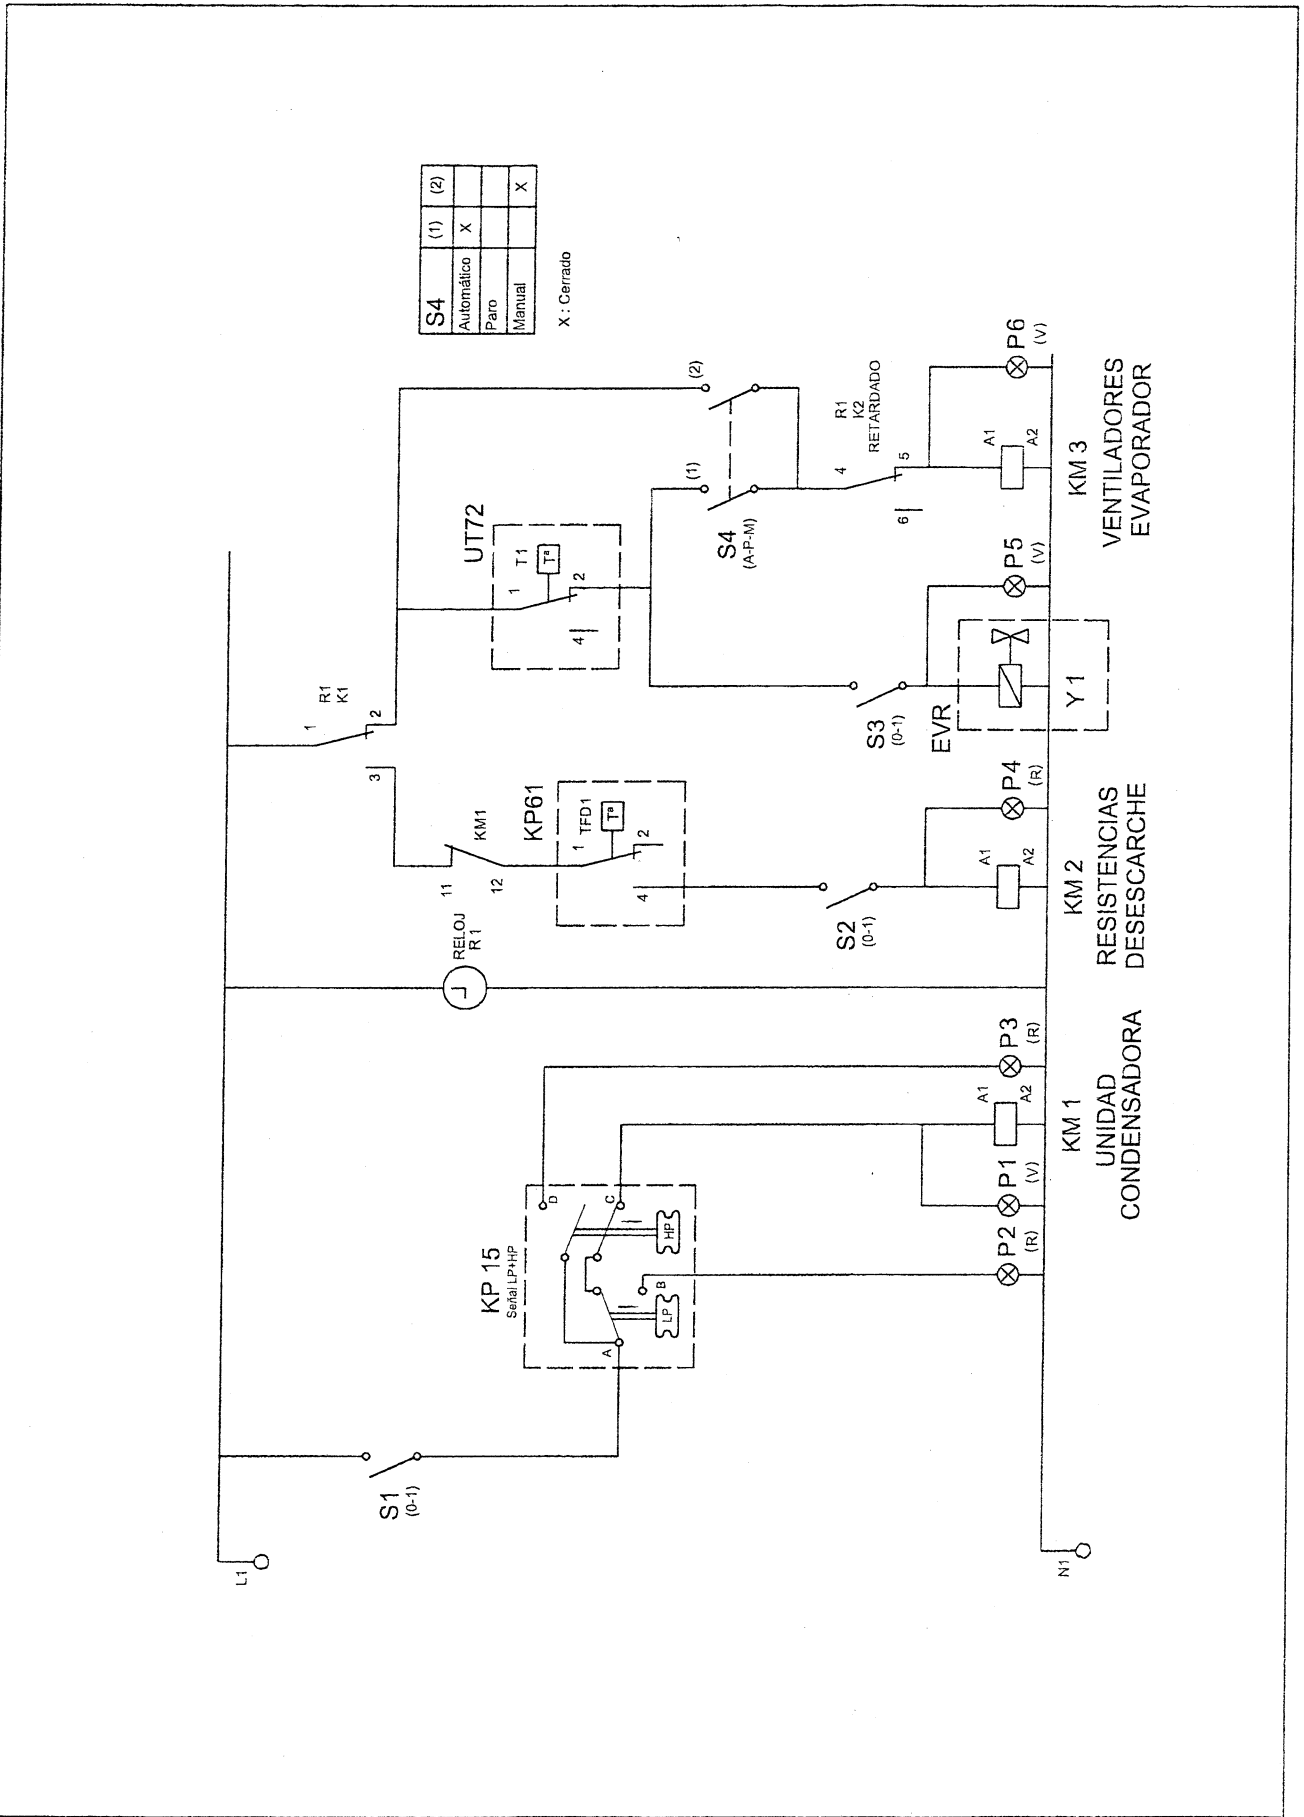 S4 (1) (2)
Automático X
Paro
Manual X
X : Cerrado
L1
S1
(0-1)
KP 15
Señal LP+HP
A
B
C
D
LP
HP
RELOJ
R 1
R1
K1
1
2
3
KM1
11
12
KP61
TFD1
Tª
1
2
4
UT72
T1
Tª
1
2
4
S2
(0-1)
S3
(0-1)
S4
(A-P-M)
(1)
(2)
R1
K2
RETARDADO
4
5
6
EVR
Y 1
N1
P2
(R)
P1
(V)
A1
A2
P3
(R)
A1
A2
P4
(R)
P5
(V)
A1
A2
P6
(V)
KM 1
UNIDAD
CONDENSADORA
KM 2
RESISTENCIAS
DESESCARCHE
KM 3
VENTILADORES
EVAPORADOR